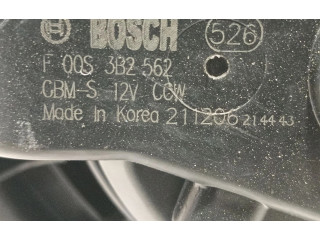 BOSCH 526
F 00S 3B2 562
CBM-S 12V CCW
Made In Korea 211206 214443